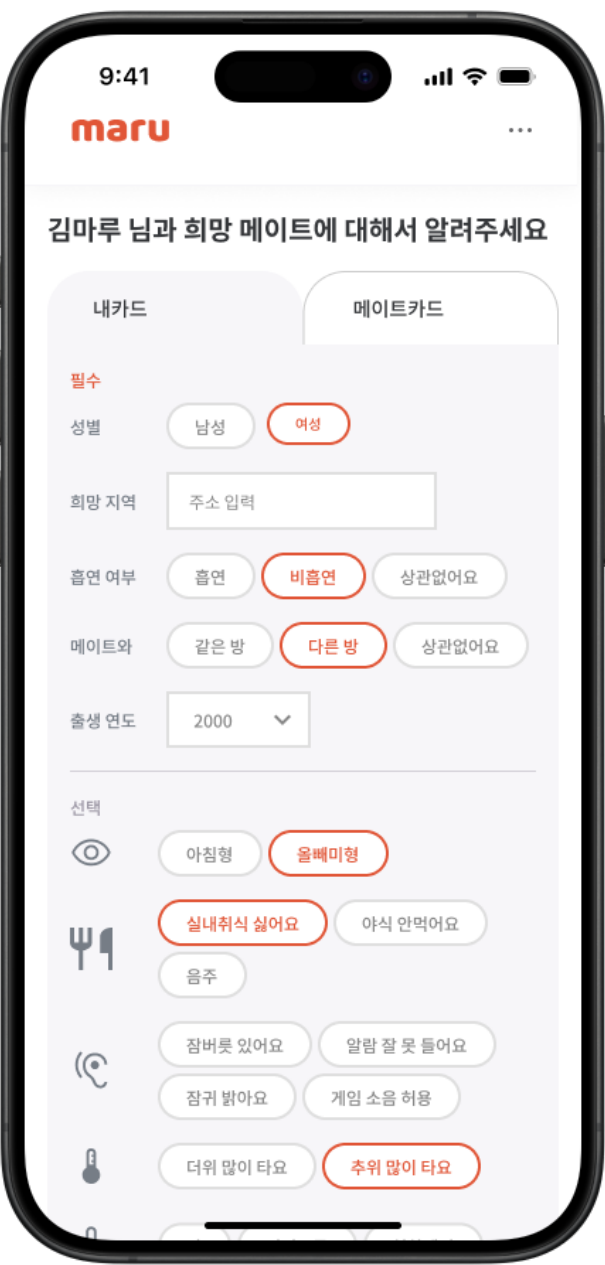 9:41
maru
김마루 님과 희망 메이트에 대해서 알려주세요
내카드 메이트카드
필수
성별 남성 여성
희망 지역 주소 입력
흡연 여부 흡연 비흡연 상관없어요
메이트와 같은 방 다른 방 상관없어요
출생 연도 2000
선택
아침형 올빼미형
실내취식 싫어요 야식 안먹어요
음주
잠버릇 있어요 알람 잘 못 들어요
잠귀 밝아요 게임 소음 허용
더위 많이 타요 추위 많이 타요